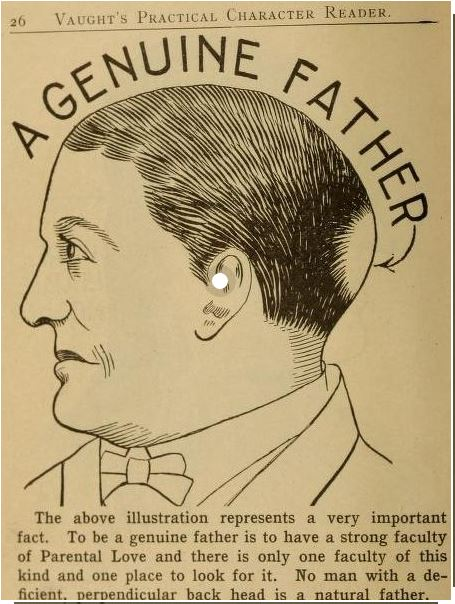 26 VAUGHT'S PRACTICAL CHARACTER READER.
A GENUINE FATHER
The above illustration represents a very important
fact. To be a genuine father is to have a strong faculty
of Parental Love and there is only one faculty of this
kind and one place to look for it. No man with a de-
ficient, perpendicular back head is a natural father.